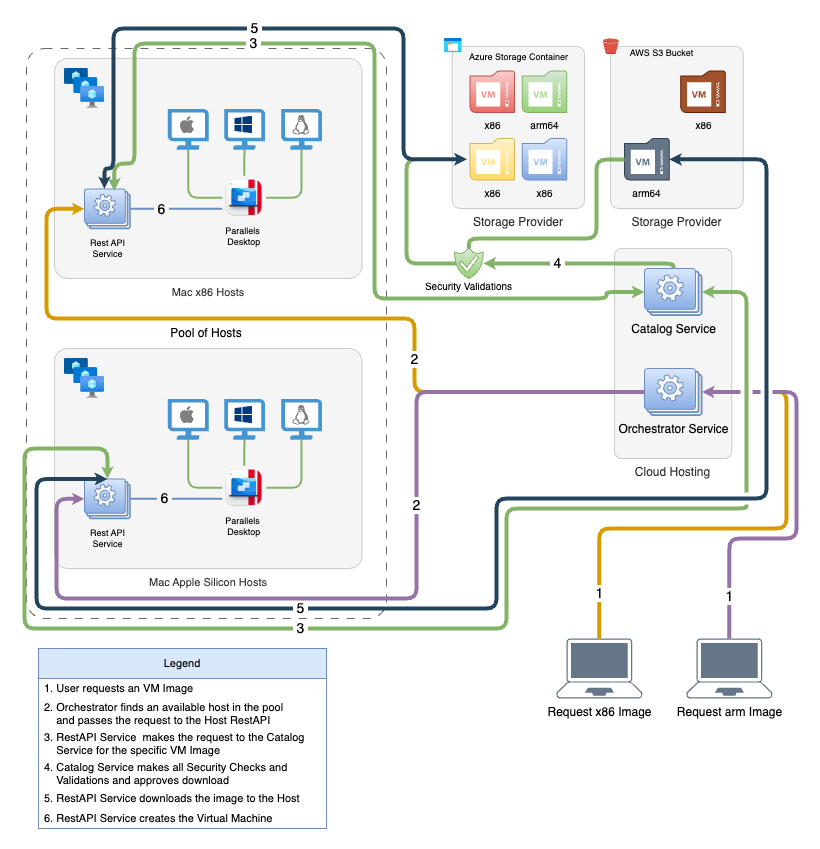 5
3
Azure Storage Container
AWS S3 Bucket
VM
VM
VM
x86
arm64
x86
VM
VM
VM
x86
x86
arm64
6
Rest API
Service
Parallels
Desktop
Storage Provider
Storage Provider
4
Security Validations
Mac x86 Hosts
Catalog Service
Pool of Hosts
2
Orchestrator Service
Cloud Hosting
6
2
Rest API
Service
Parallels
Desktop
Mac Apple Silicon Hosts
5
3
1
1
Request x86 Image
Request arm Image
Legend
1. User requests an VM Image
2. Orchestrator finds an available host in the pool
and passes the request to the Host RestAPI
3. RestAPI Service makes the request to the Catalog
Service for the specific VM Image
4. Catalog Service makes all Security Checks and
Validations and approves download
5. RestAPI Service downloads the image to the Host
6. RestAPI Service creates the Virtual Machine